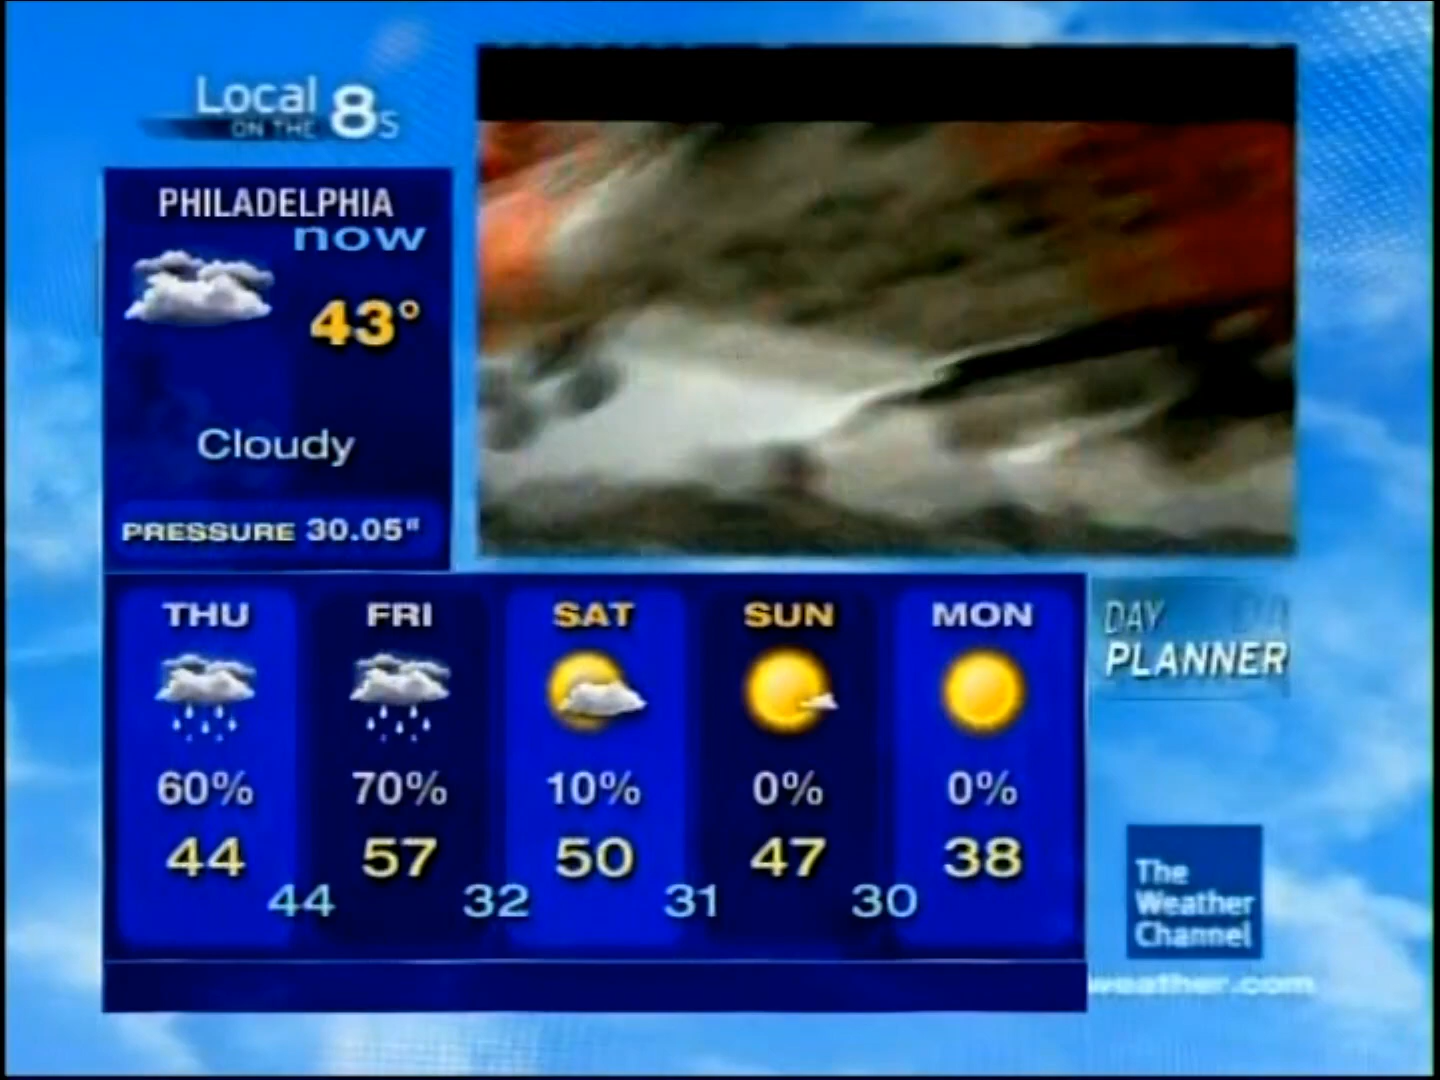 Local
ON THE 8s
PHILADELPHIA
now
43°
Cloudy
PRESSURE 30.05"
THU FRI SAT SUN MON
60% 70% 10% 0% 0%
44 57 50 47 38
44 32 31 30
DAY
PLANNER
The
Weather
Channel
weather.com